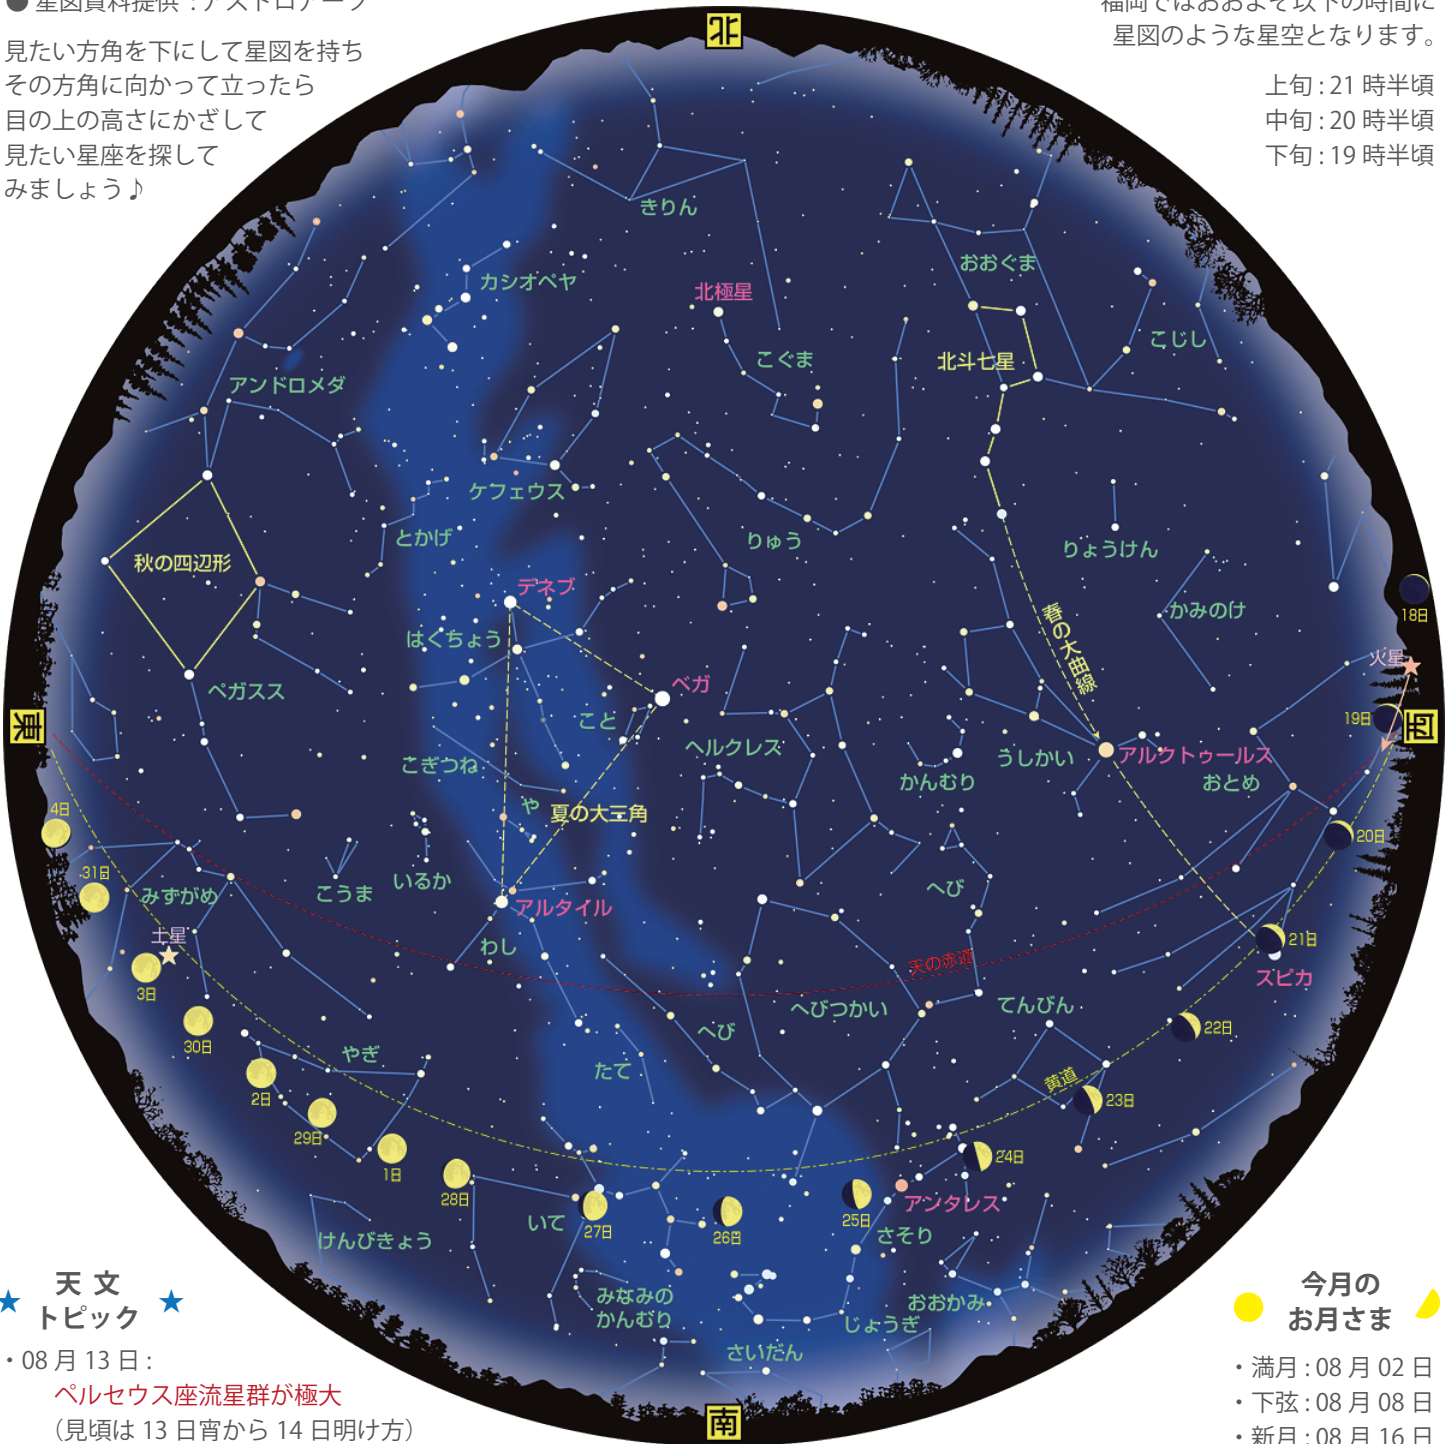 ● 星図資料提供：アストロアーツ
見たい方角を下にして星図を持ち
その方角に向かって立ったら
目の上の高さにかざして
見たい星座を探して
みましょう♪
福岡ではおおよそ以下の時間に
星図のような星空となります。
上旬 : 21 時半頃
中旬 : 20 時半頃
下旬 : 19 時半頃
北
きりん
カシオペヤ
おおぐま
北極星
こぐま
北斗七星
こじし
アンドロメダ
ケフェウス
とかげ
りゅう
りょうけん
秋の四辺形
デネブ
かみのけ
18日
はくちょう
春の大曲線
火星
ペガスス
ベガ
こと
19日
東
西
ヘルクレス
うしかい
アルクトゥールス
こぎつね
かんむり
おとめ
や
夏の大三角
4日
20日
31日
みずがめ
こうま
いるか
へび
アルタイル
土星
わし
天の赤道
21日
スピカ
3日
へびつかい
てんびん
30日
へび
22日
やぎ
たて
黄道
2日
23日
29日
1日
24日
28日
アンタレス
いて
27日
26日
25日
さそり
けんびきょう
みなみの
かんむり
おおかみ
じょうぎ
さいだん
南
★ 天 文 ★
トピック
・08 月 13 日 :
ペルセウス座流星群が極大
（見頃は 13 日宵から 14 日明け方）
今月の
お月さま
・満月 : 08 月 02 日
・下弦 : 08 月 08 日
・新月 : 08 月 16 日